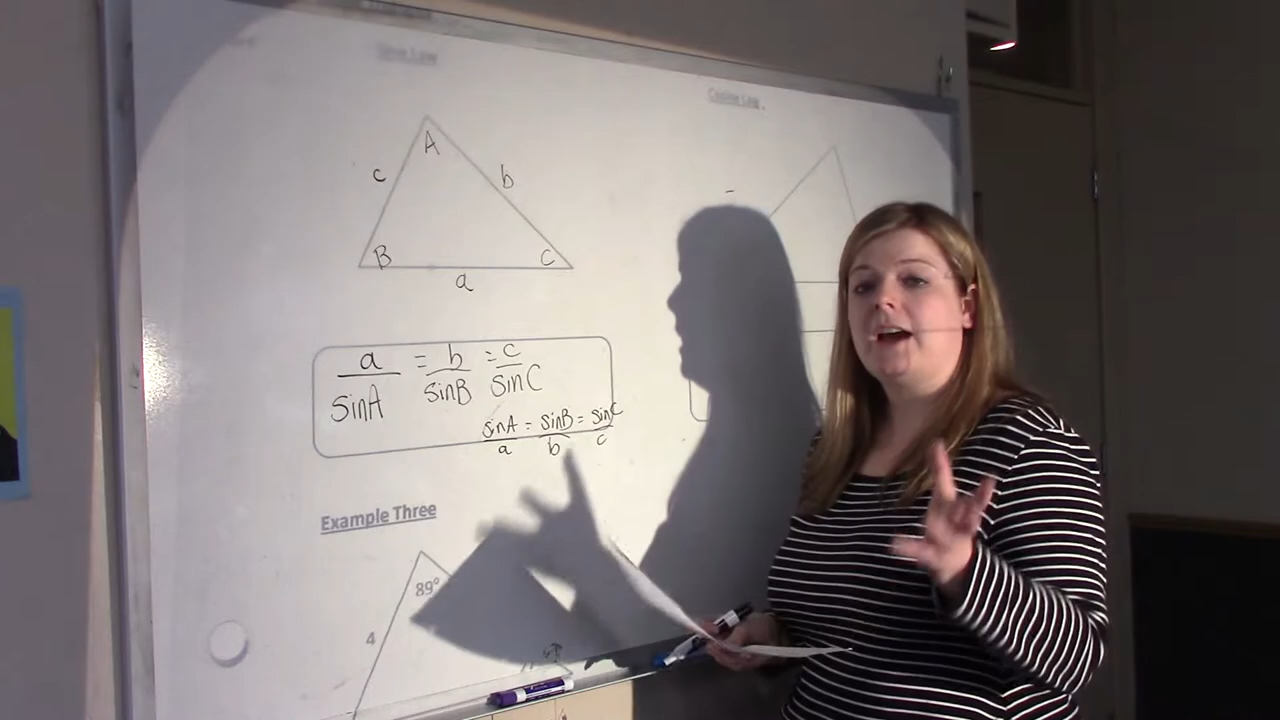 Sine Law
Cosine Law
A
c
b
B
C
a
a/sinA = b/sinB = c/sinC
sinA/a = sinB/b = sinC/c
Example Three
89°
4